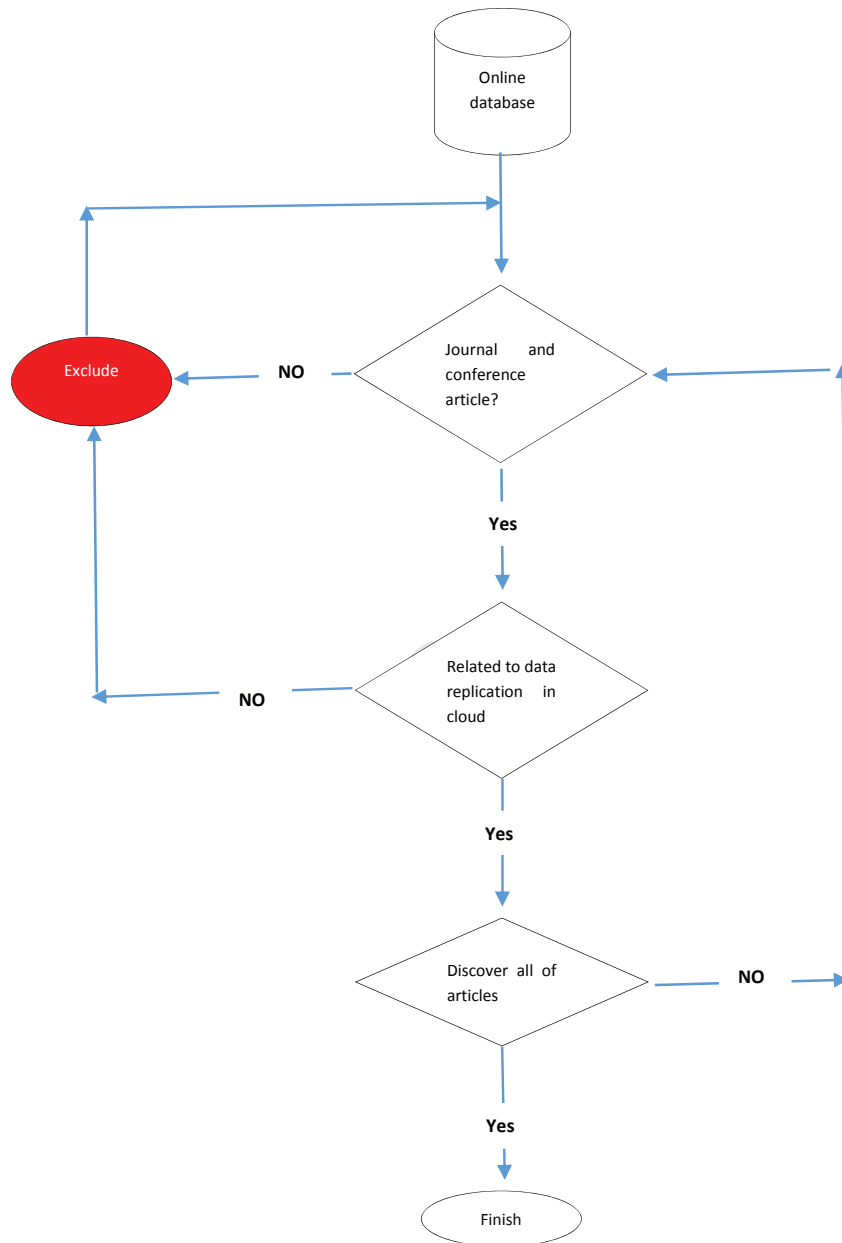 Online
database
Exclude
NO
Journal and
conference
article?
Yes
Related to data
replication in
cloud
NO
Yes
Discover all of
articles
NO
Yes
Finish